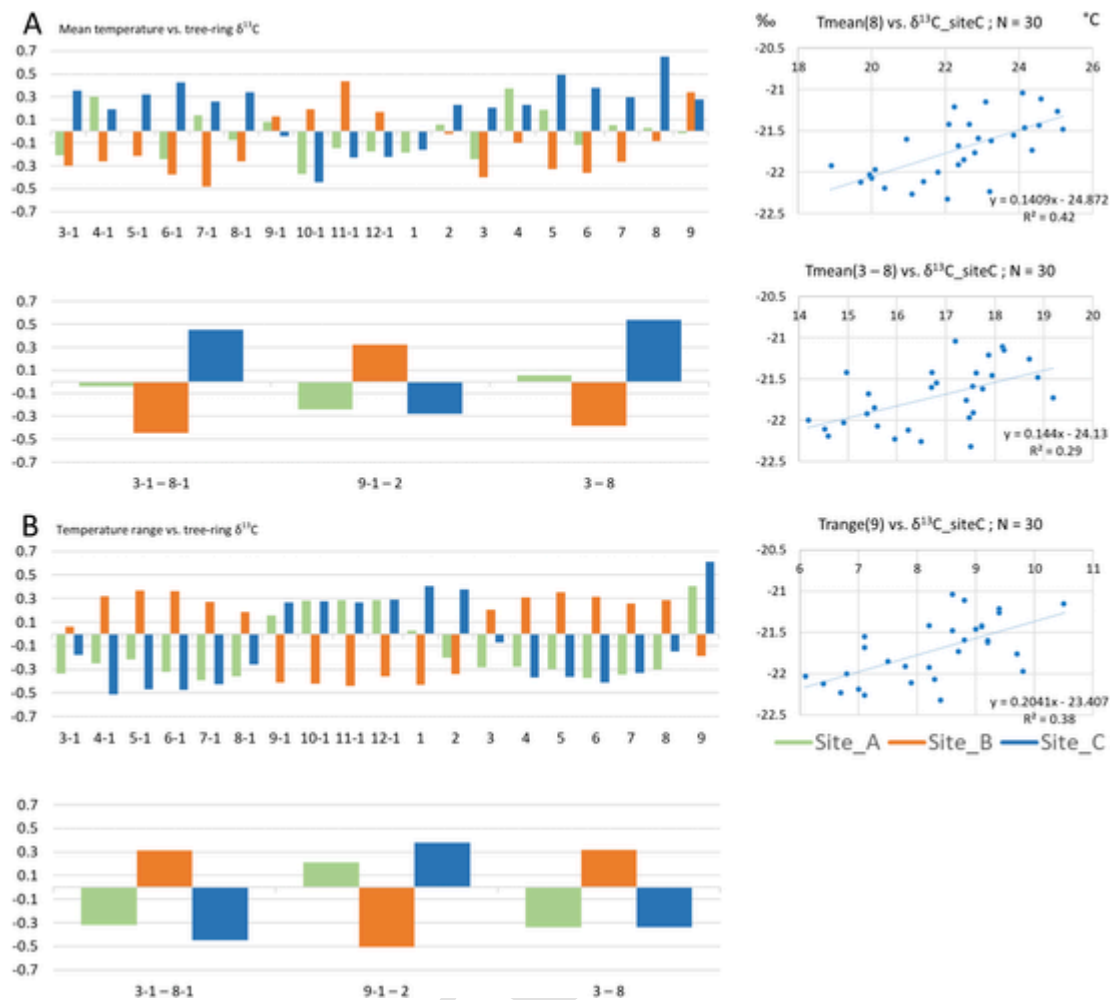 A Mean temperature vs. tree-ring δ¹³C
0.7
0.5
0.3
0.1
-0.1
-0.3
-0.5
-0.7
3-1 4-1 5-1 6-1 7-1 8-1 9-1 10-1 11-1 12-1 1 2 3 4 5 6 7 8 9
‰ Tmean(8) vs. δ¹³C_siteC ; N = 30 °C
-20.5
18 20 22 24 26
-21
-21.5
-22
-22.5
y = 0.1409x - 24.872
R² = 0.42
0.7
0.5
0.3
0.1
-0.1
-0.3
-0.5
-0.7
3-1 – 8-1 9-1 – 2 3 – 8
Tmean(3 – 8) vs. δ¹³C_siteC ; N = 30
-20.5
14 15 16 17 18 19 20
-21
-21.5
-22
-22.5
y = 0.144x - 24.13
R² = 0.29
B Temperature range vs. tree-ring δ¹³C
0.7
0.5
0.3
0.1
-0.1
-0.3
-0.5
-0.7
3-1 4-1 5-1 6-1 7-1 8-1 9-1 10-1 11-1 12-1 1 2 3 4 5 6 7 8 9
Trange(9) vs. δ¹³C_siteC ; N = 30
-20.5
6 7 8 9 10 11
-21
-21.5
-22
-22.5
y = 0.2041x - 23.407
R² = 0.38
Site_A Site_B Site_C
0.7
0.5
0.3
0.1
-0.1
-0.3
-0.5
-0.7
3-1 – 8-1 9-1 – 2 3 – 8